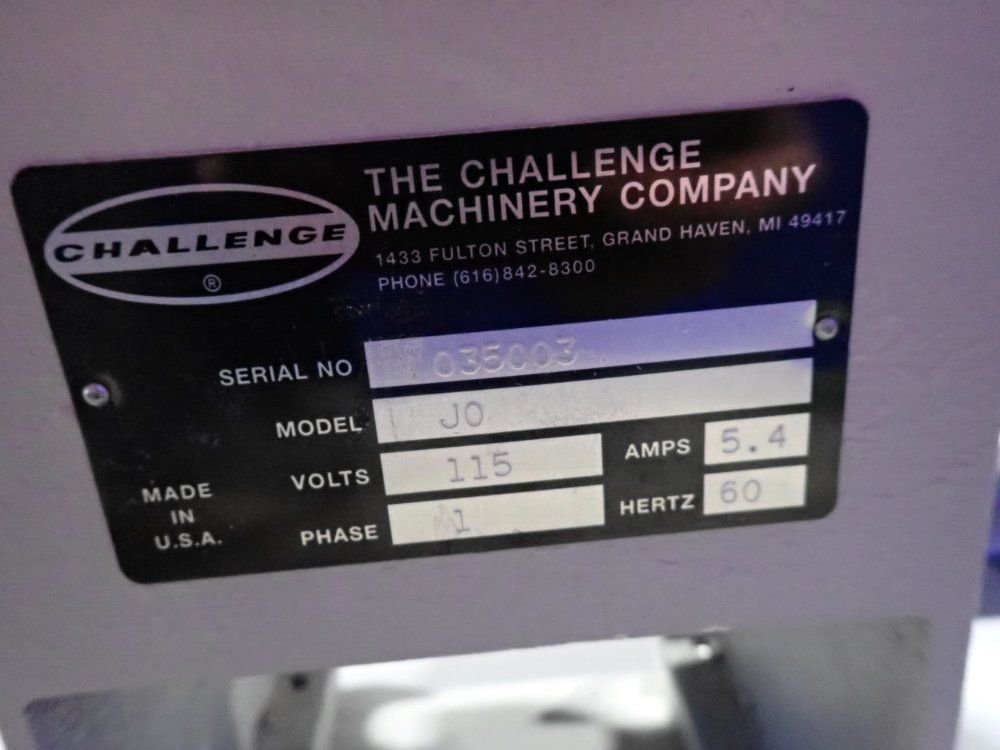 CHALLENGE
®
THE CHALLENGE
MACHINERY COMPANY
1433 FULTON STREET, GRAND HAVEN, MI 49417
PHONE (616)842-8300
SERIAL NO 035003
MODEL JO
VOLTS 115 AMPS 5.4
PHASE 1 HERTZ 60
MADE
IN
U.S.A.